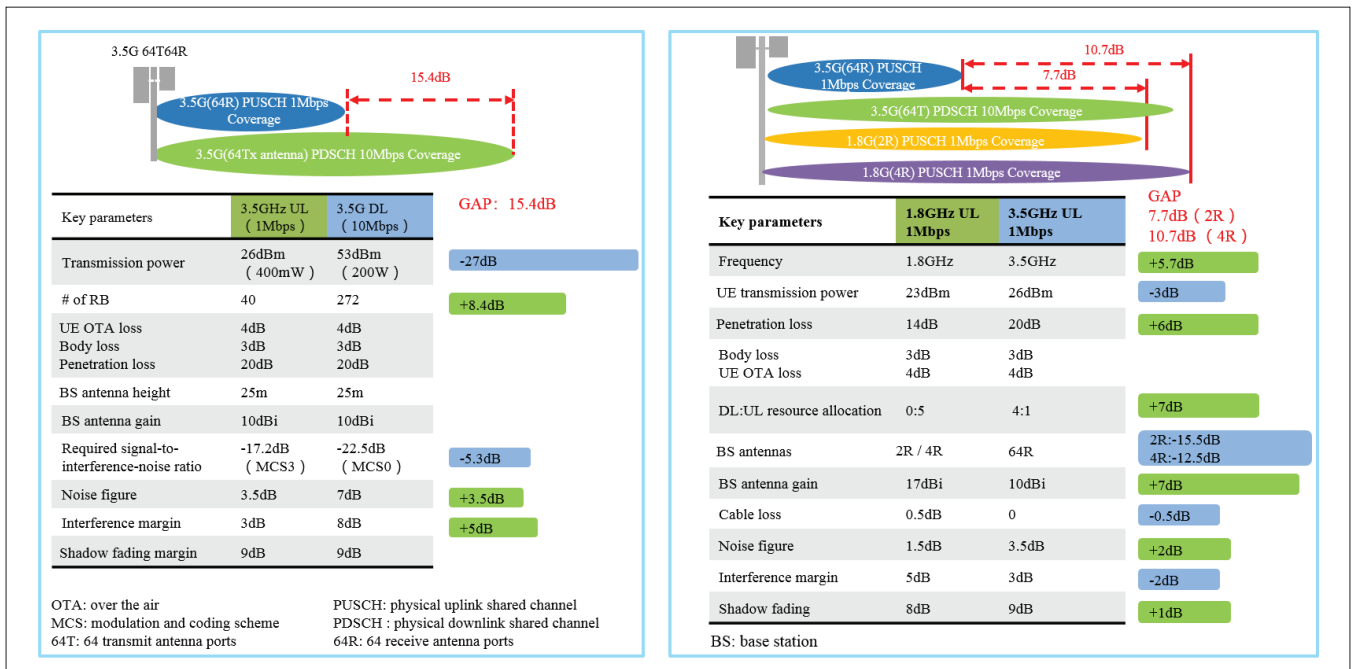 3.5G 64T64R
15.4dB
3.5G(64R) PUSCH 1Mbps
Coverage
3.5G(64Tx antenna) PDSCH 10Mbps Coverage
Key parameters
3.5GHz UL
( 1Mbps )
3.5G DL
( 10Mbps )
GAP: 15.4dB
Transmission power
26dBm
( 400mW )
53dBm
( 200W )
-27dB
# of RB
40
272
+8.4dB
UE OTA loss
4dB
4dB
Body loss
3dB
3dB
Penetration loss
20dB
20dB
BS antenna height
25m
25m
BS antenna gain
10dBi
10dBi
Required signal-to-
interference-noise ratio
-17.2dB
( MCS3 )
-22.5dB
( MCS0 )
-5.3dB
Noise figure
3.5dB
7dB
+3.5dB
Interference margin
3dB
8dB
+5dB
Shadow fading margin
9dB
9dB
OTA: over the air
PUSCH: physical uplink shared channel
MCS: modulation and coding scheme
PDSCH : physical downlink shared channel
64T: 64 transmit antenna ports
64R: 64 receive antenna ports
10.7dB
3.5G(64R) PUSCH
1Mbps Coverage
7.7dB
3.5G(64T) PDSCH 10Mbps Coverage
1.8G(2R) PUSCH 1Mbps Coverage
1.8G(4R) PUSCH 1Mbps Coverage
Key parameters
1.8GHz UL
1Mbps
3.5GHz UL
1Mbps
GAP
7.7dB ( 2R )
10.7dB ( 4R )
Frequency
1.8GHz
3.5GHz
+5.7dB
UE transmission power
23dBm
26dBm
-3dB
Penetration loss
14dB
20dB
+6dB
Body loss
3dB
3dB
UE OTA loss
4dB
4dB
DL:UL resource allocation
0:5
4:1
+7dB
BS antennas
2R / 4R
64R
2R:-15.5dB
4R:-12.5dB
BS antenna gain
17dBi
10dBi
+7dB
Cable loss
0.5dB
0
-0.5dB
Noise figure
1.5dB
3.5dB
+2dB
Interference margin
5dB
3dB
-2dB
Shadow fading
8dB
9dB
+1dB
BS: base station